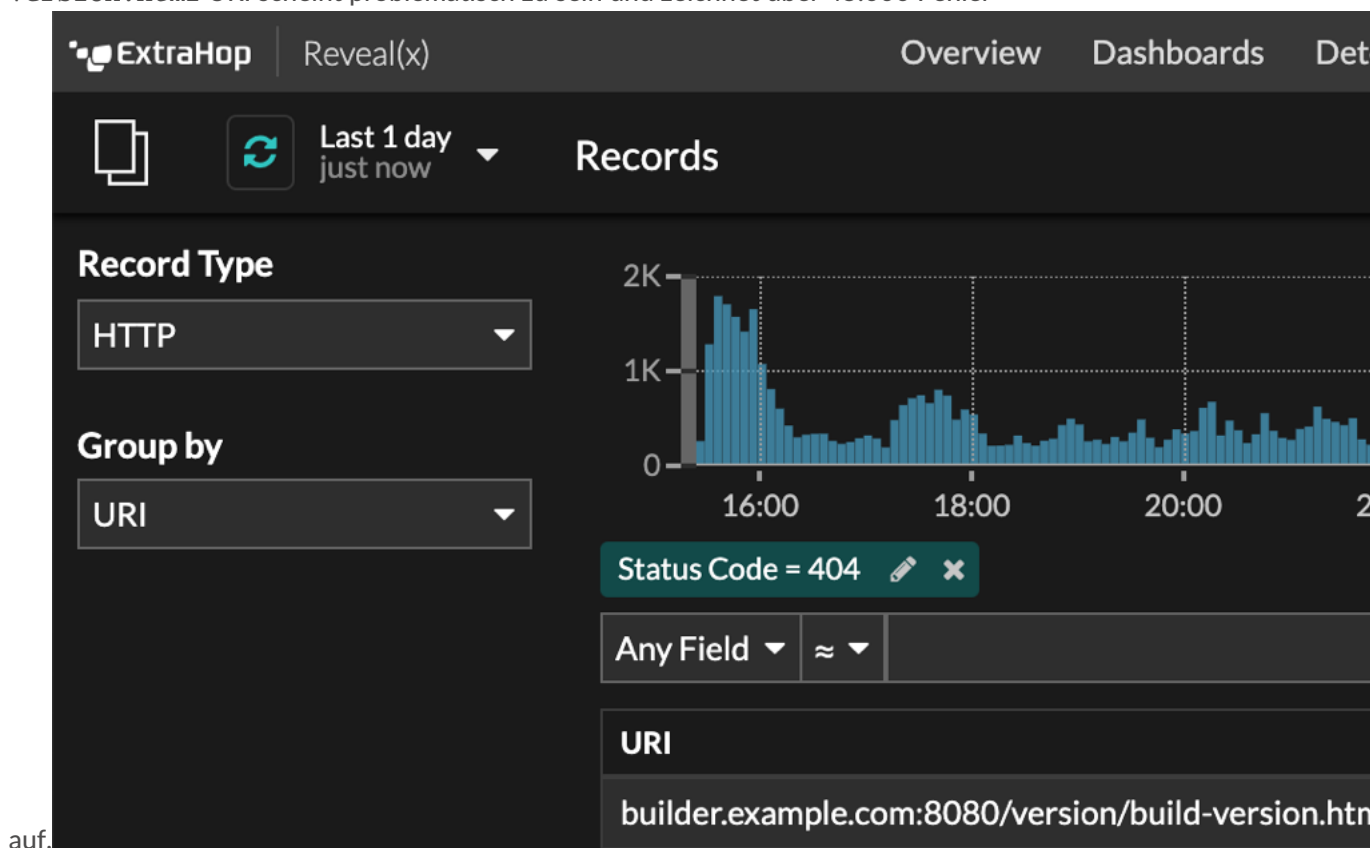 ExtraHop Reveal(x) Overview Dashboards
Last 1 day
just now
Records
Record Type
HTTP
Group by
URI
2K
1K
0
16:00 18:00 20:00
Status Code = 404
Any Field ≈
URI
builder.example.com:8080/version/build-version.htm
auf.